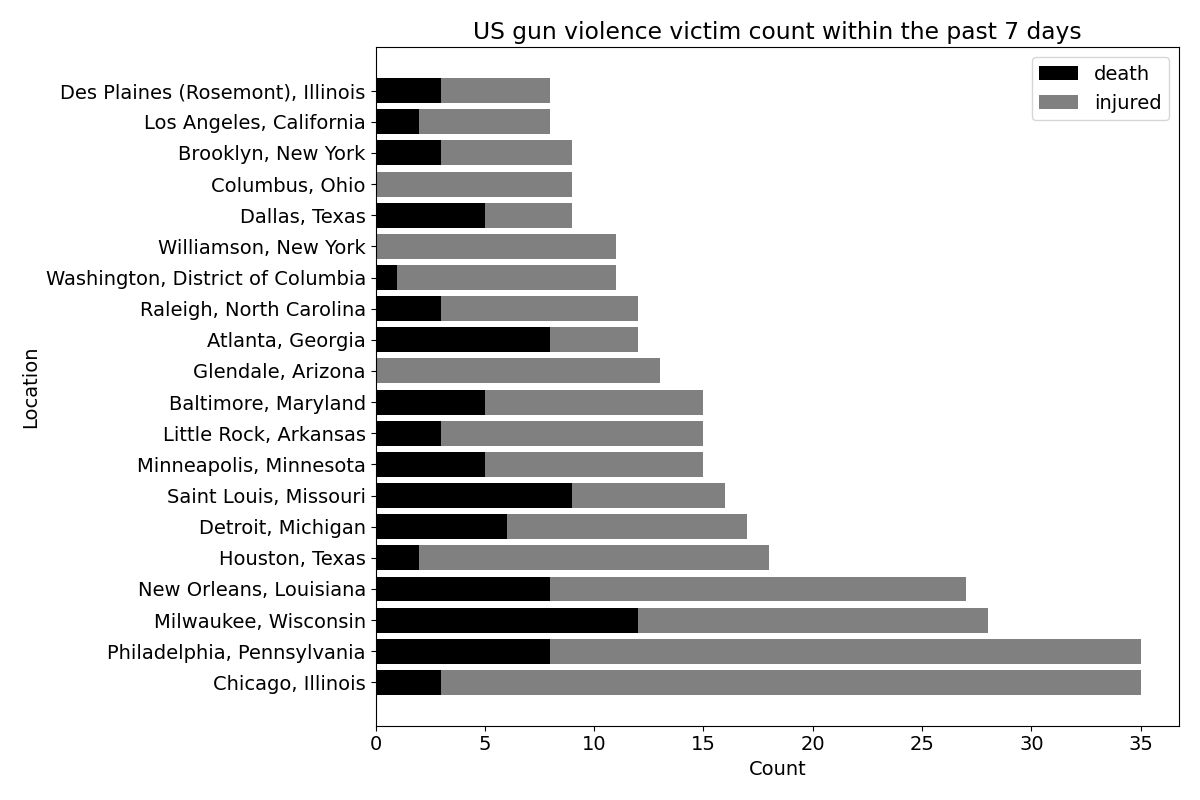 US gun violence victim count within the past 7 days
death
injured
Des Plaines (Rosemont), Illinois
Los Angeles, California
Brooklyn, New York
Columbus, Ohio
Dallas, Texas
Williamson, New York
Washington, District of Columbia
Raleigh, North Carolina
Atlanta, Georgia
Glendale, Arizona
Baltimore, Maryland
Little Rock, Arkansas
Minneapolis, Minnesota
Saint Louis, Missouri
Detroit, Michigan
Houston, Texas
New Orleans, Louisiana
Milwaukee, Wisconsin
Philadelphia, Pennsylvania
Chicago, Illinois
Location
0 5 10 15 20 25 30 35
Count